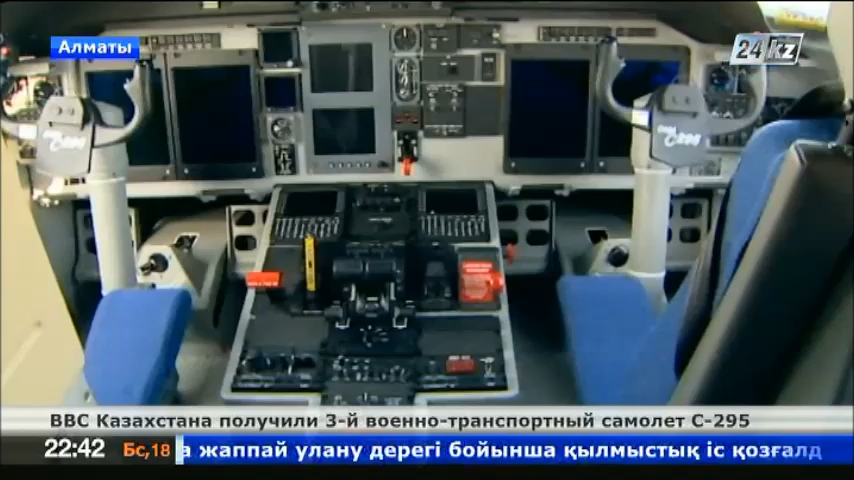 Алматы
24kz
C295
C295
ВВС Казахстана получили 3-й военно-транспортный самолет С-295
22:42 Бс,18 а жаппай улану дерегі бойынша қылмыстық іс қозғалд